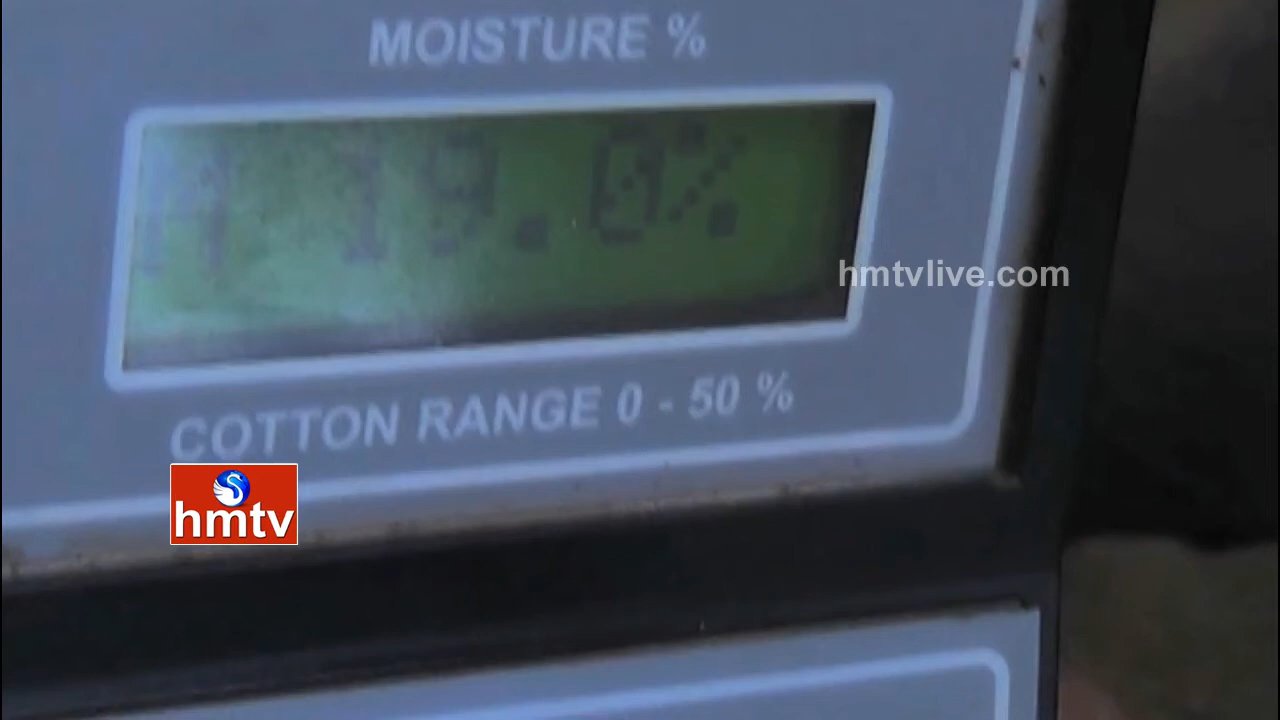 MOISTURE %
19.0%
hmtvlive.com
COTTON RANGE 0 - 50 %
hmtv